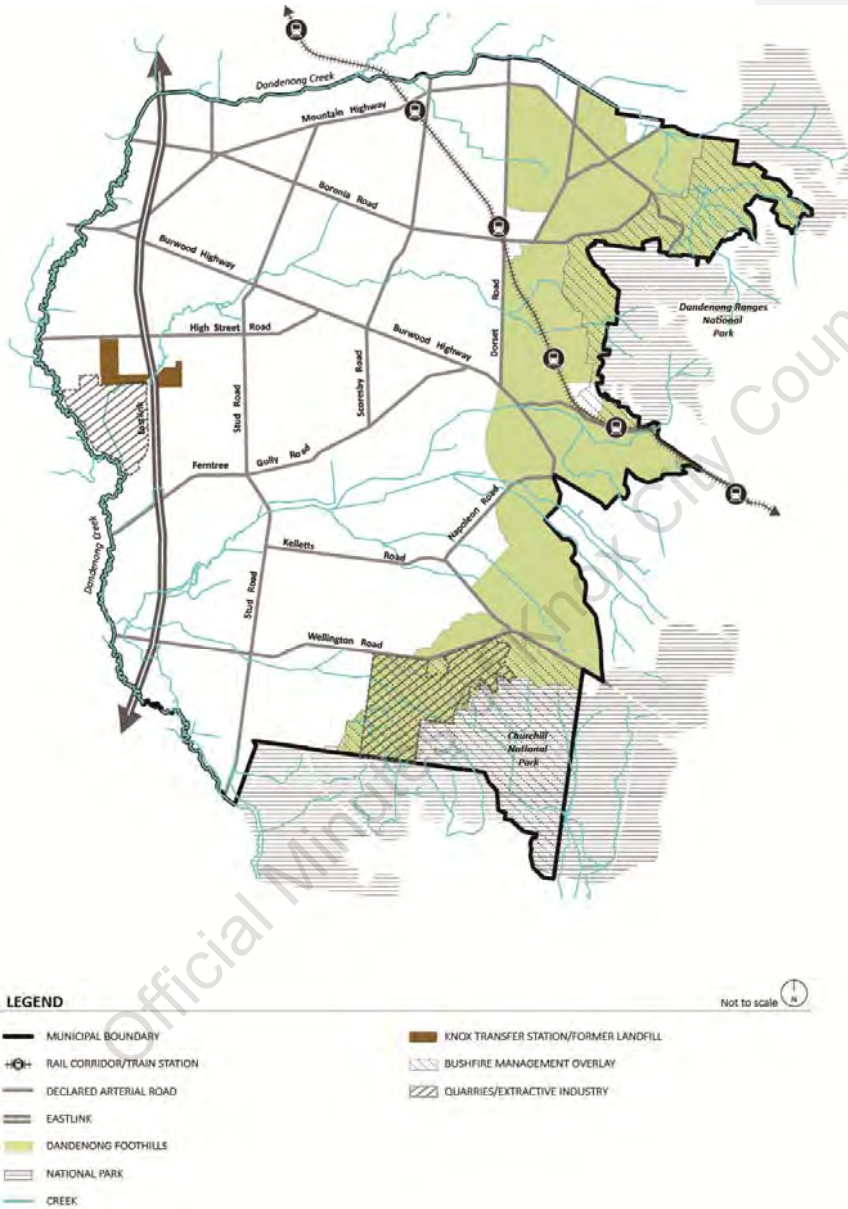 Dandenong Creek
Mountain Highway
Boronia Road
Burwood Highway
Dorset Road
Dandenong Ranges
National
Park
High Street Road
Burwood Highway
Stud Road
Scoresby Road
Eastlink
Ferntree Gully Road
Napoleon Road
Dandenong Creek
Kelletts Road
Stud Road
Wellington Road
Churchill
National
Park
Official Minutes of Knox City Coun
LEGEND
Not to scale
N
MUNICIPAL BOUNDARY
RAIL CORRIDOR/TRAIN STATION
DECLARED ARTERIAL ROAD
EASTLINK
DANDENONG FOOTHILLS
NATIONAL PARK
CREEK
KNOX TRANSFER STATION/FORMER LANDFILL
BUSHFIRE MANAGEMENT OVERLAY
QUARRIES/EXTRACTIVE INDUSTRY